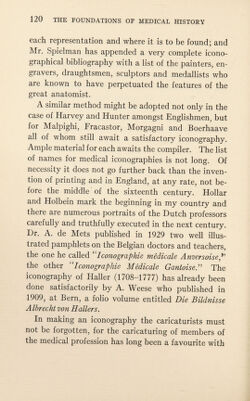 120 THE FOUNDATIONS OF MEDICAL HISTORY
each representation and where it is to be found; and
Mr. Spielman has appended a very complete icono-
graphical bibliography with a list of the painters, en-
gravers, draughtsmen, sculptors and medallists who
are known to have perpetuated the features of the
great anatomist.
A similar method might be adopted not only in the
case of Harvey and Hunter amongst Englishmen, but
for Malpighi, Fracastor, Morgagni and Boerhaave
all of whom still await a satisfactory iconography.
Ample material for each awaits the compiler. The list
of names for medical iconographies is not long. Of
necessity it does not go further back than the inven-
tion of printing and in England, at any rate, not be-
fore the middle of the sixteenth century. Hollar
and Holbein mark the beginning in my country and
there are numerous portraits of the Dutch professors
carefully and truthfully executed in the next century.
Dr. A. de Mets published in 1929 two well illus-
trated pamphlets on the Belgian doctors and teachers,
the one he called "Iconographie médicale Anversoise,"
the other "Iconographie Médicale Gantoise." The
iconography of Haller (1708-1777) has already been
done satisfactorily by A. Weese who published in
1909, at Bern, a folio volume entitled Die Bildnisse
Albrecht von Hallers.
In making an iconography the caricaturists must
not be forgotten, for the caricaturing of members of
the medical profession has long been a favourite with